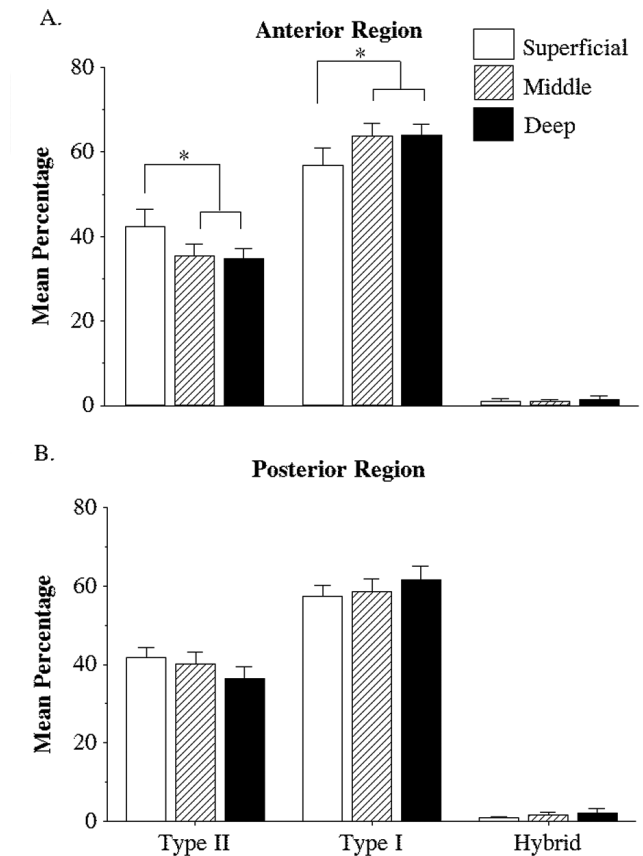 A.
Anterior Region
Superficial
Middle
Deep
Mean Percentage
80
60
40
20
0
*
*
B.
Posterior Region
Mean Percentage
80
60
40
20
0
Type II
Type I
Hybrid